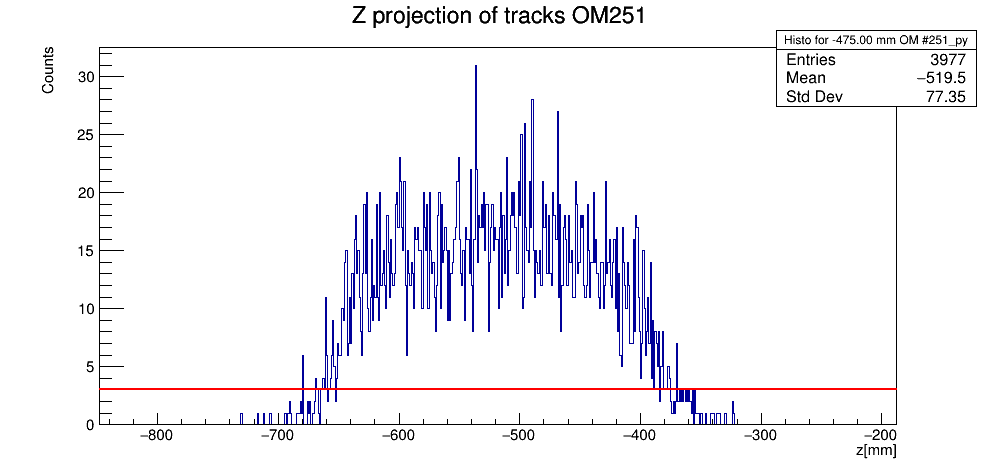 Z projection of tracks OM251
Histo for -475.00 mm OM #251_py
Entries 3977
Mean −519.5
Std Dev 77.35
Counts
30
25
20
15
10
5
0
−800 −700 −600 −500 −400 −300 −200
z[mm]